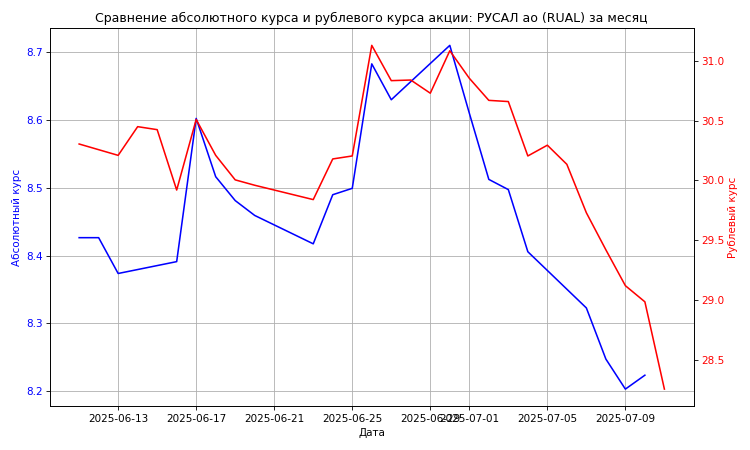 Сравнение абсолютного курса и рублевого курса акции: РУСАЛ ао (RUAL) за месяц
Абсолютный курс
8.7
8.6
8.5
8.4
8.3
8.2
31.0
30.5
30.0
29.5
29.0
28.5
Рублевый курс
2025-06-13 2025-06-17 2025-06-21 2025-06-25 2025-06-29 2025-07-01 2025-07-05 2025-07-09
Дата